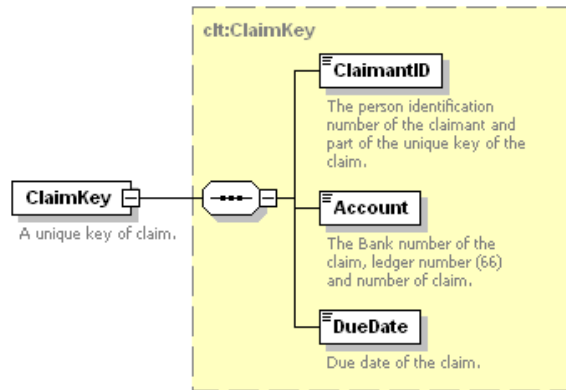 clt:ClaimKey
ClaimantID
The person identification
number of the claimant and
part of the unique key of the
claim.
ClaimKey
A unique key of claim.
Account
The Bank number of the
claim, ledger number (66)
and number of claim.
DueDate
Due date of the claim.